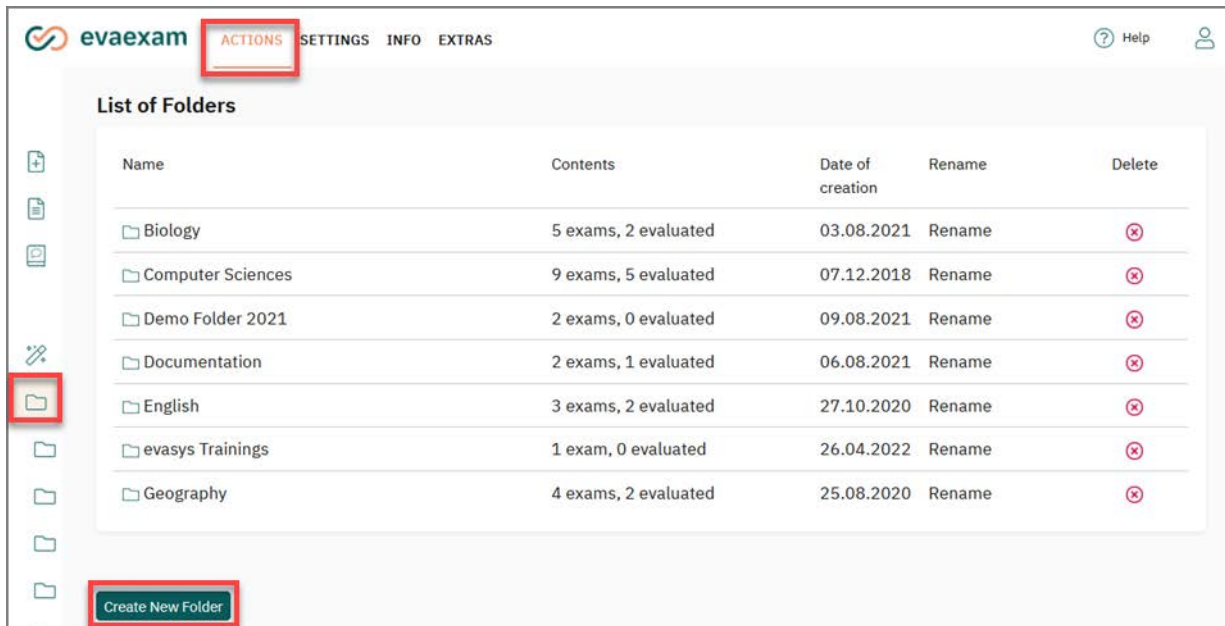 evaexam ACTIONS SETTINGS INFO EXTRAS Help
List of Folders
Name Contents Date of creation Rename Delete
Biology 5 exams, 2 evaluated 03.08.2021 Rename
Computer Sciences 9 exams, 5 evaluated 07.12.2018 Rename
Demo Folder 2021 2 exams, 0 evaluated 09.08.2021 Rename
Documentation 2 exams, 1 evaluated 06.08.2021 Rename
English 3 exams, 2 evaluated 27.10.2020 Rename
evasys Trainings 1 exam, 0 evaluated 26.04.2022 Rename
Geography 4 exams, 2 evaluated 25.08.2020 Rename
Create New Folder